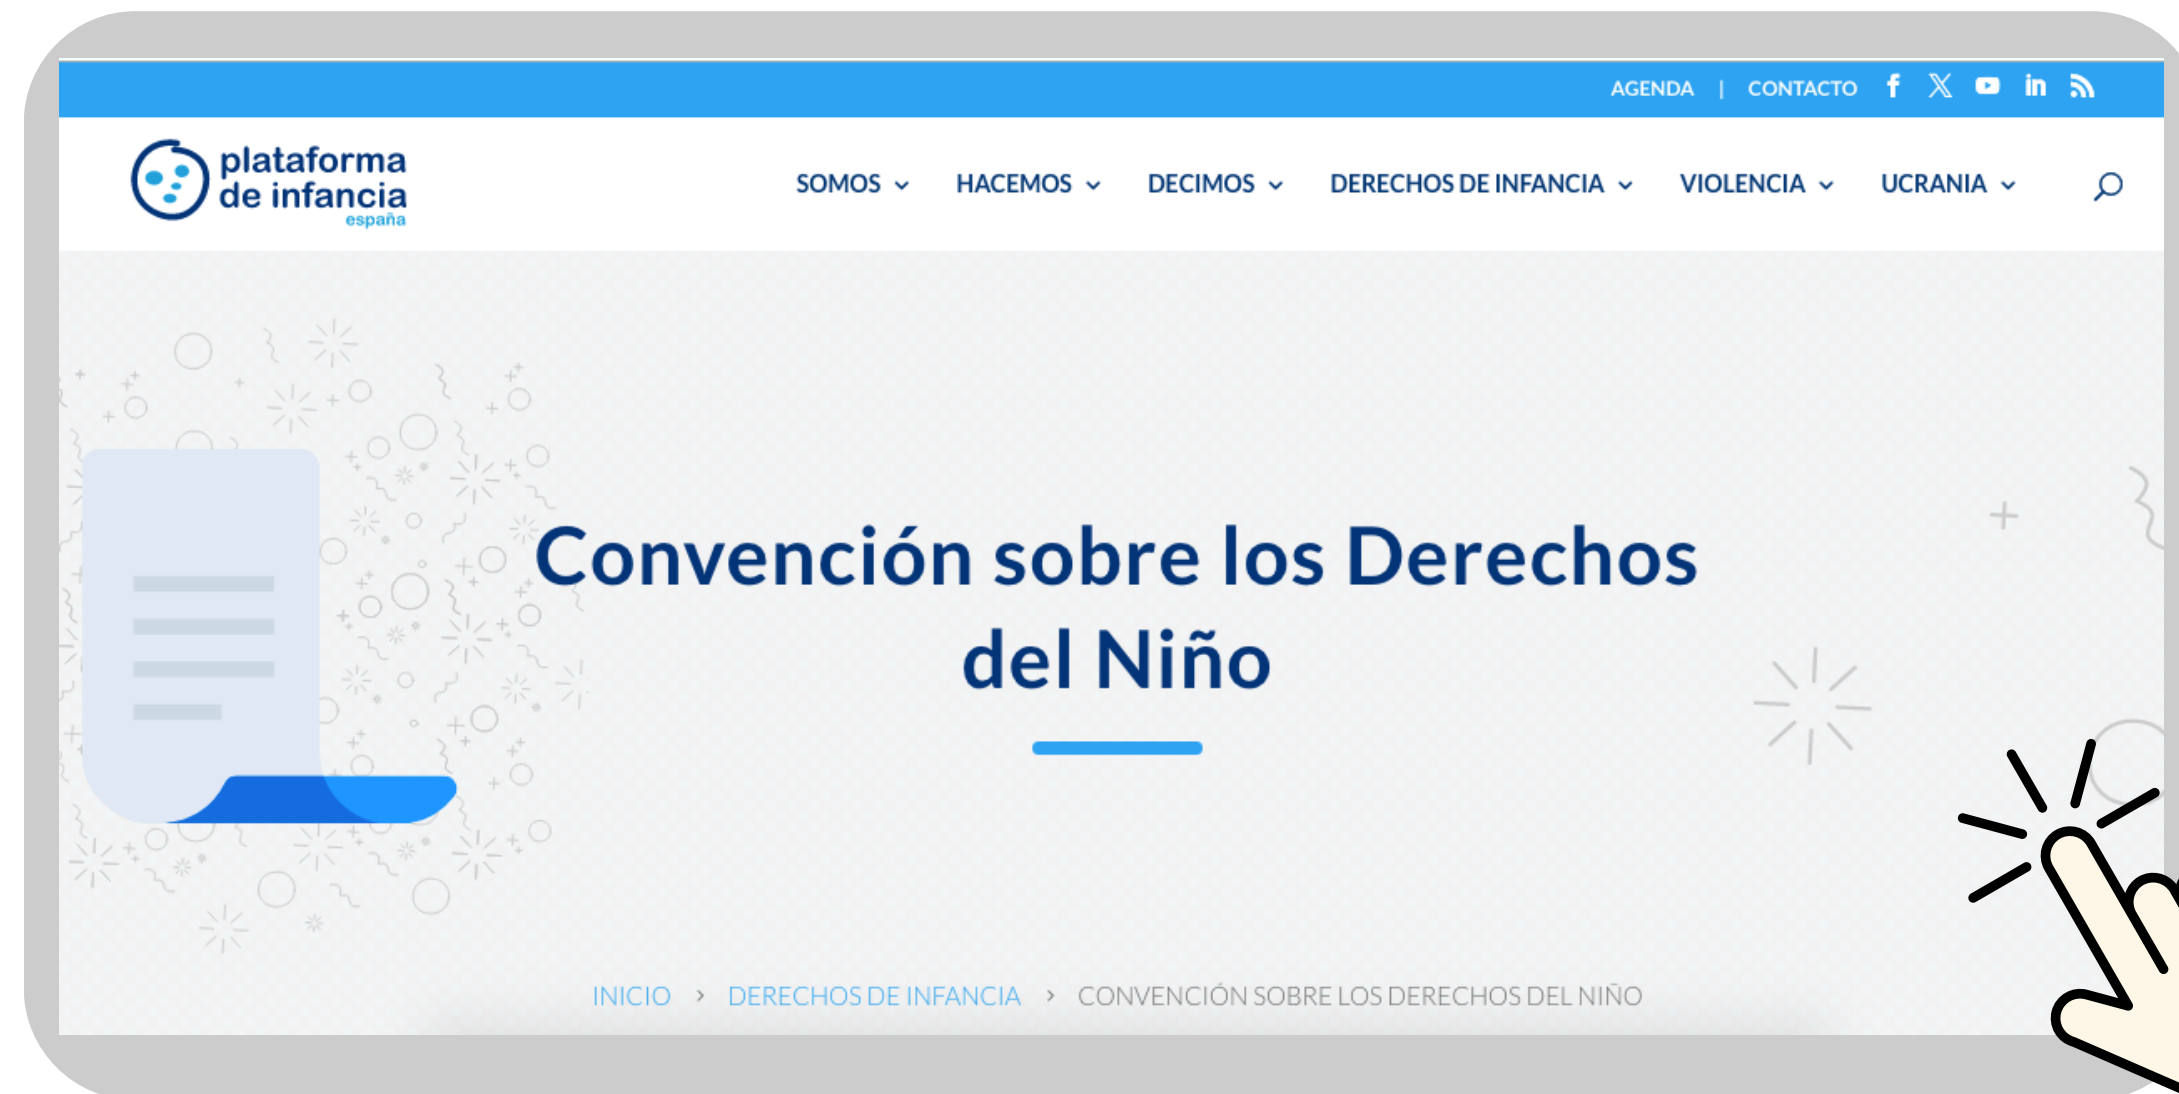 AGENDA | CONTACTO
plataforma
de infancia
españa
SOMOS HACEMOS DECIMOS DERECHOS DE INFANCIA VIOLENCIA UCRANIA
Convención sobre los Derechos
del Niño
INICIO > DERECHOS DE INFANCIA > CONVENCIÓN SOBRE LOS DERECHOS DEL NIÑO